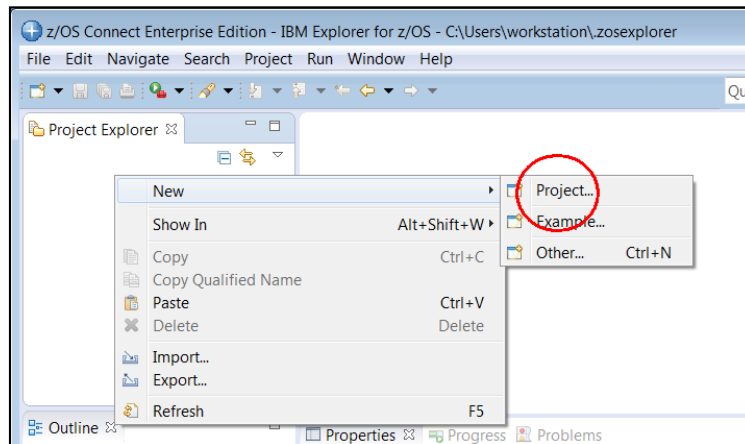 z/OS Connect Enterprise Edition - IBM Explorer for z/OS - C:\Users\workstation\.zosexplorer
File Edit Navigate Search Project Run Window Help
Qu
Project Explorer
New
Project...
Show In Alt+Shift+W
Example...
Other... Ctrl+N
Copy Ctrl+C
Copy Qualified Name
Paste Ctrl+V
Delete Delete
Import...
Export...
Refresh F5
Outline
Properties Progress Problems